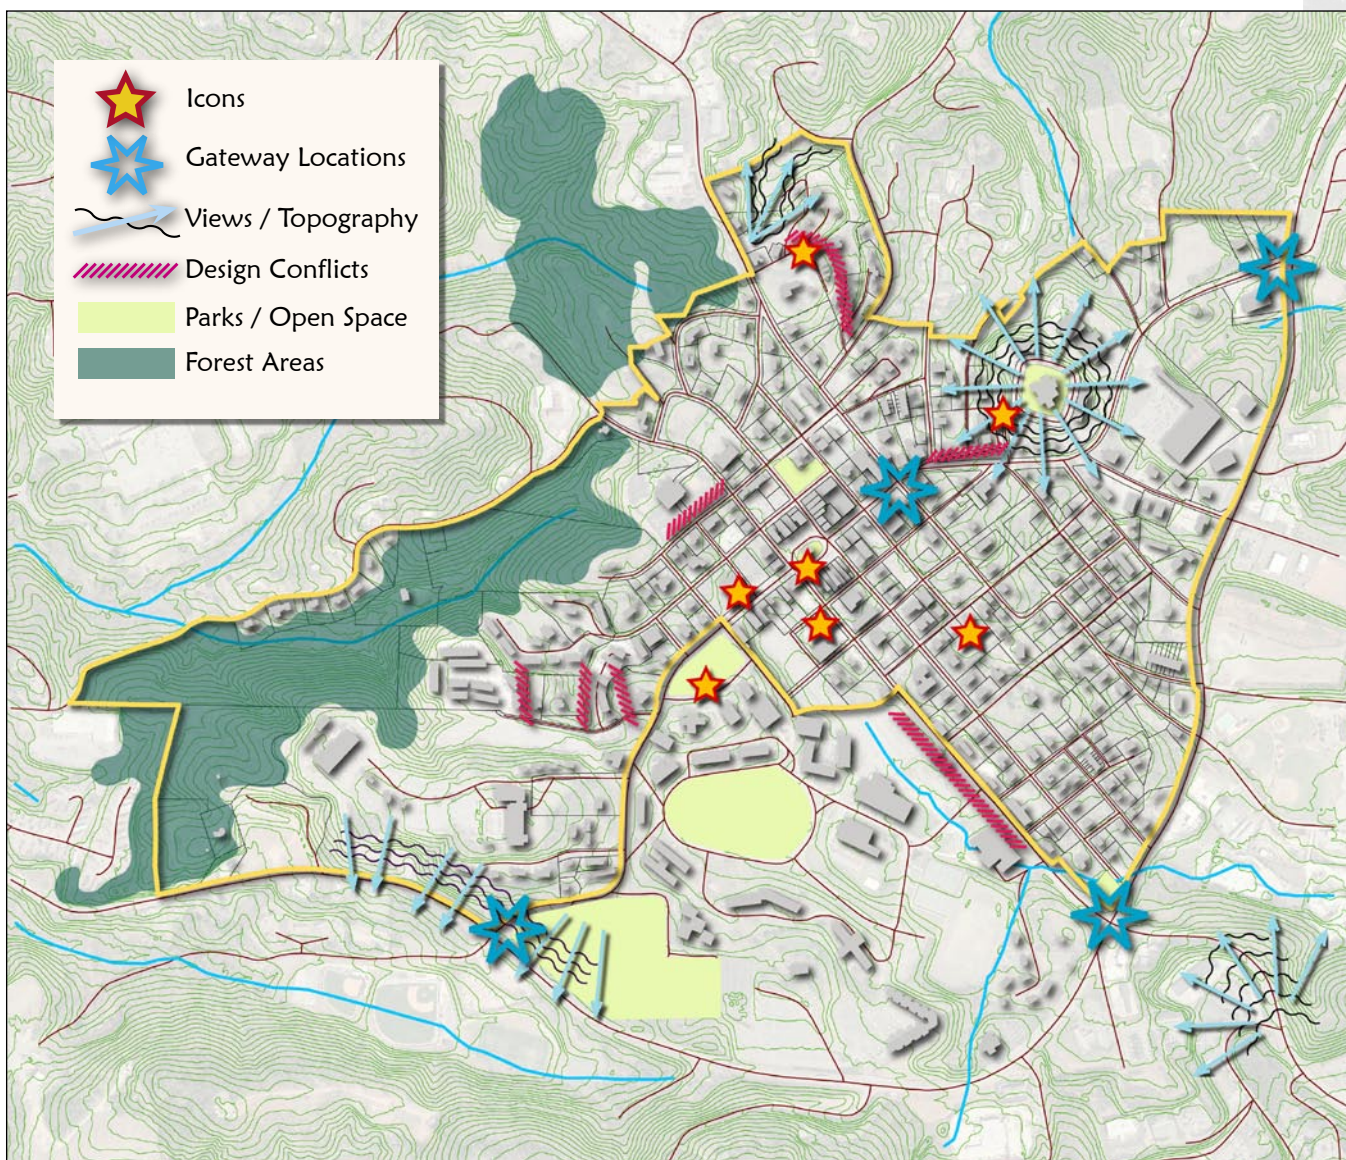 Icons
Gateway Locations
Views / Topography
Design Conflicts
Parks / Open Space
Forest Areas